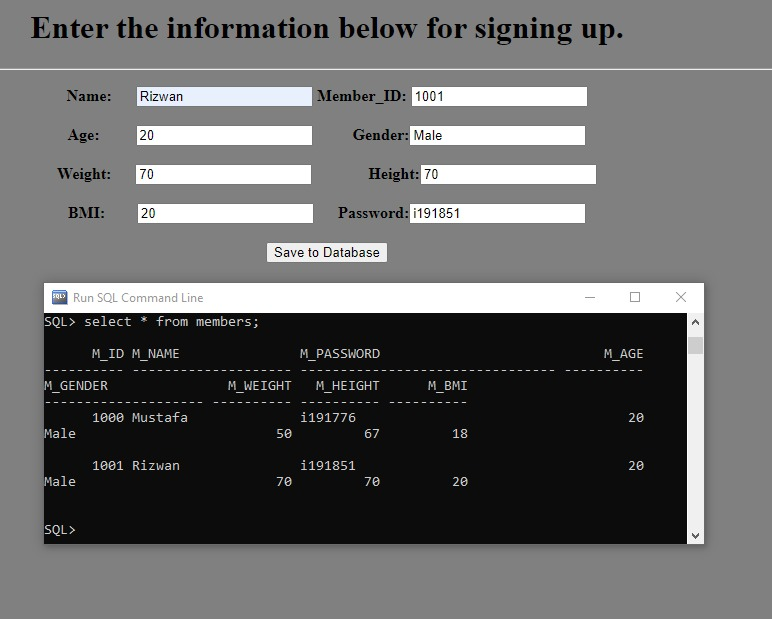 Enter the information below for signing up.
Name: Rizwan Member_ID: 1001
Age: 20 Gender: Male
Weight: 70 Height: 70
BMI: 20 Password: i191851
Save to Database
SQL> Run SQL Command Line
SQL> select * from members;
M_ID M_NAME M_PASSWORD M_AGE
---------- -------------------- -------------------------------- ----------
M_GENDER M_WEIGHT M_HEIGHT M_BMI
-------------------- ---------- ---------- ----------
1000 Mustafa i191776 20
Male 50 67 18
1001 Rizwan i191851 20
Male 70 70 20
SQL>